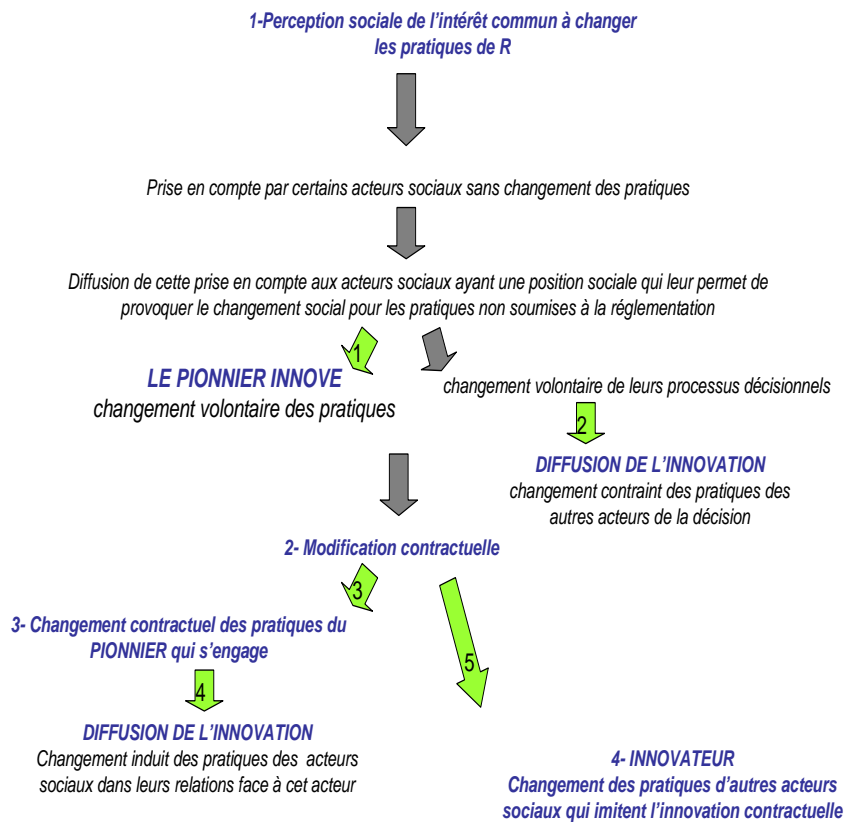 1-Perception sociale de l'intérêt commun à changer
les pratiques de R
Prise en compte par certains acteurs sociaux sans changement des pratiques
Diffusion de cette prise en compte aux acteurs sociaux ayant une position sociale qui leur permet de
provoquer le changement social pour les pratiques non soumises à la réglementation
1
LE PIONNIER INNOVE
changement volontaire des pratiques
changement volontaire de leurs processus décisionnels
2
DIFFUSION DE L'INNOVATION
changement contraint des pratiques des
autres acteurs de la décision
2- Modification contractuelle
3
3- Changement contractuel des pratiques du
PIONNIER qui s'engage
5
4
DIFFUSION DE L'INNOVATION
Changement induit des pratiques des acteurs
sociaux dans leurs relations face à cet acteur
4- INNOVATEUR
Changement des pratiques d'autres acteurs
sociaux qui imitent l'innovation contractuelle